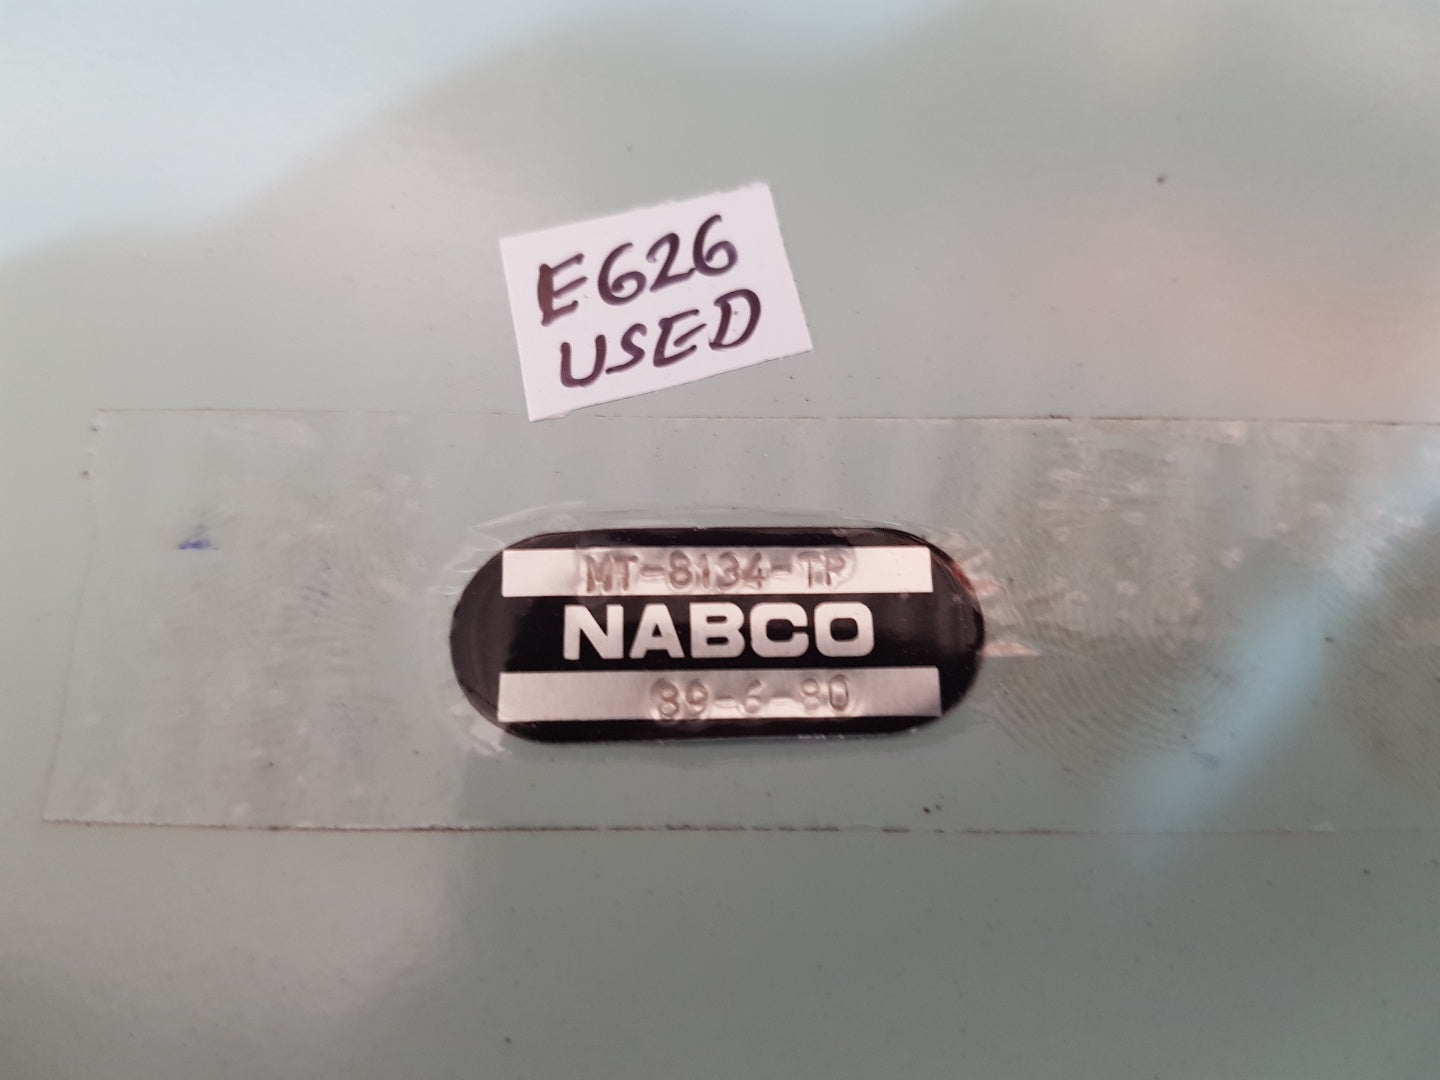 E626
USED
MT-8134-TP
NABCO
89-6-80